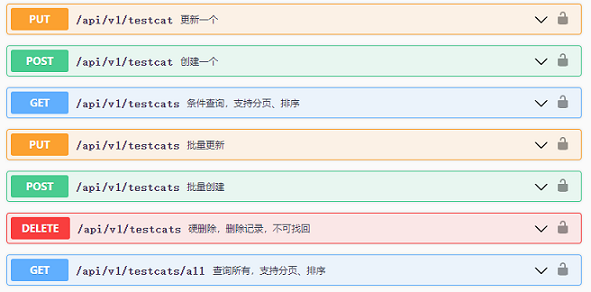 PUT /api/v1/testcat 更新一个
POST /api/v1/testcat 创建一个
GET /api/v1/testcats 条件查询，支持分页、排序
PUT /api/v1/testcats 批量更新
POST /api/v1/testcats 批量创建
DELETE /api/v1/testcats 硬删除，删除记录，不可找回
GET /api/v1/testcats/all 查询所有，支持分页、排序